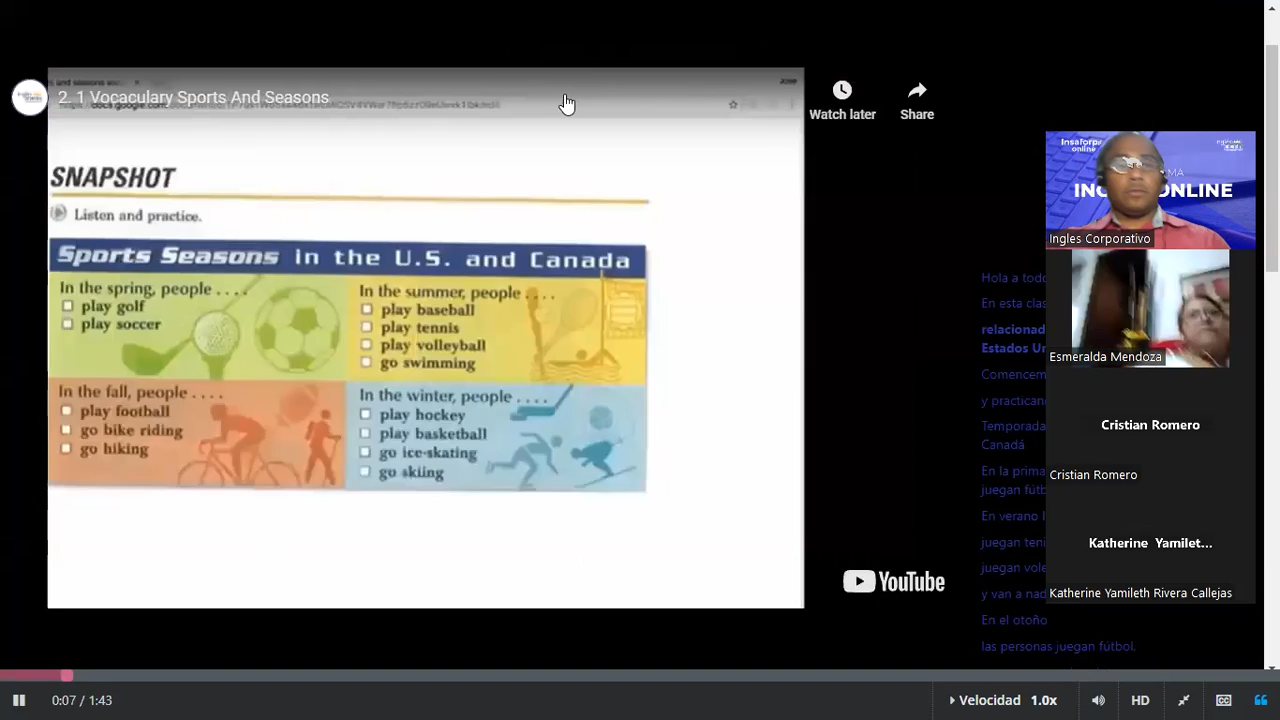 2. 1 Vocaculary Sports And Seasons
Watch later
Share
SNAPSHOT
Listen and practice.
Sports Seasons in the U.S. and Canada
In the spring, people . . . .
play golf
play soccer
In the summer, people . . . .
play baseball
play tennis
play volleyball
go swimming
In the fall, people . . . .
play football
go bike riding
go hiking
In the winter, people . . . .
play hockey
play basketball
go ice-skating
go skiing
YouTube
Hola a todo
En esta clas
relacionad
Estados Un
Comencem
y practican
Temporada
Canadá
En la prima
juegan fútb
En verano l
juegan teni
juegan vole
y van a nad
En el otoño
las personas juegan fútbol.
Insaforp
online
INGL
ONLINE
Ingles Corporativo
Esmeralda Mendoza
Cristian Romero
Cristian Romero
Katherine Yamilet...
Katherine Yamileth Rivera Callejas
0:07 / 1:43
Velocidad 1.0x
HD
CC